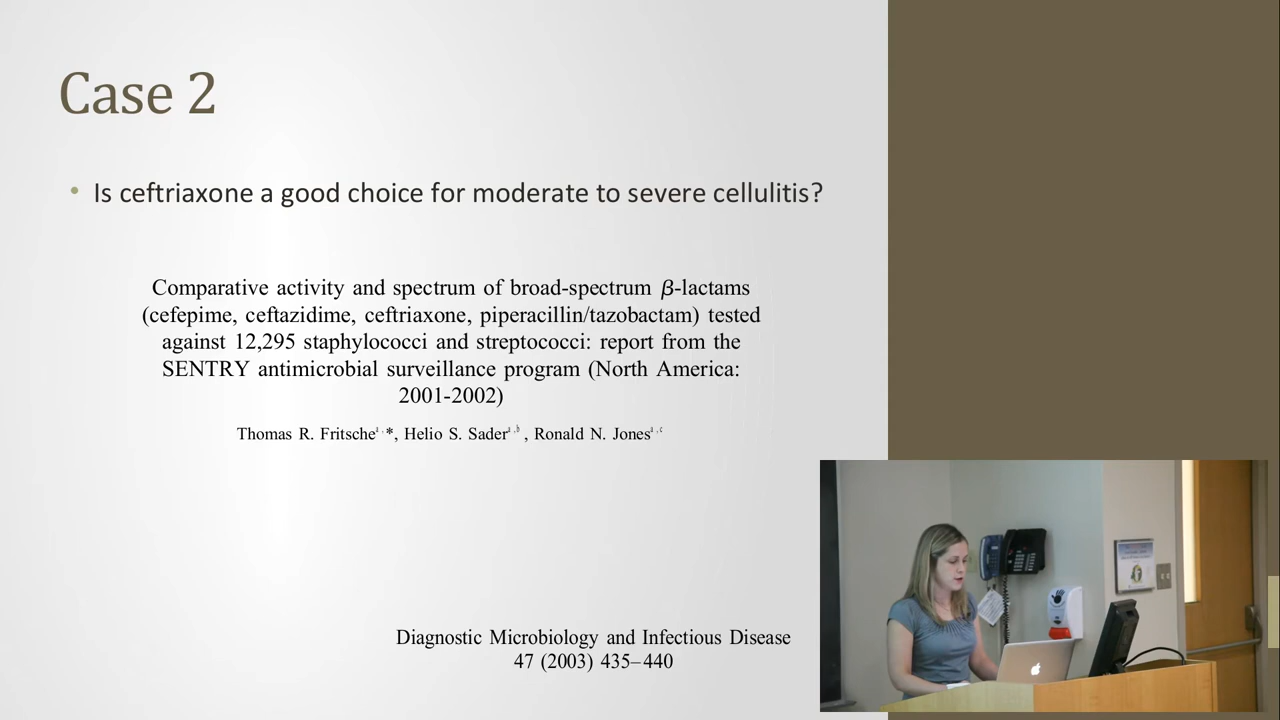 Case 2
• Is ceftriaxone a good choice for moderate to severe cellulitis?
Comparative activity and spectrum of broad-spectrum β-lactams
(cefepime, ceftazidime, ceftriaxone, piperacillin/tazobactam) tested
against 12,295 staphylococci and streptococci: report from the
SENTRY antimicrobial surveillance program (North America:
2001-2002)
Thomas R. Fritsche*, Helio S. Sader, Ronald N. Jones
Diagnostic Microbiology and Infectious Disease
47 (2003) 435–440